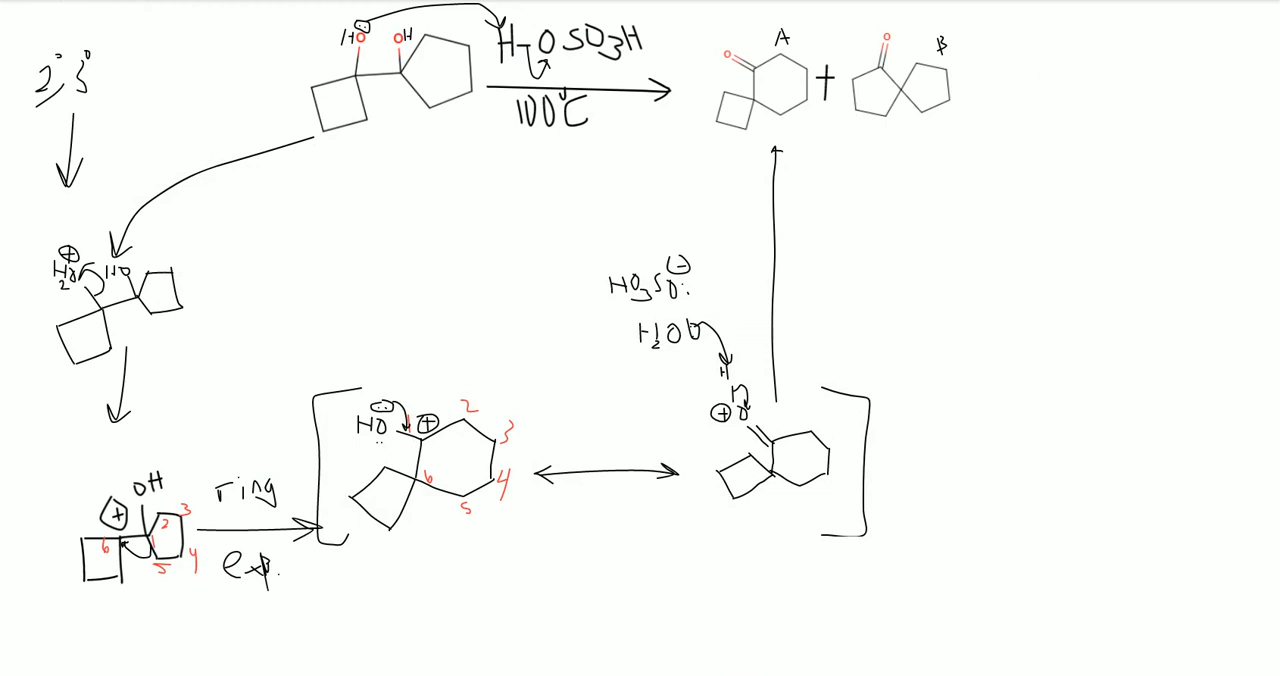 2°, 3°
HO
OH
H–OSO3H
100°C
O
A
+
O
B
⊕
H2O
HO
HO3SO:
⊖
H2O
H
⊕ O
HO
1
⊕
2
3
4
5
6
OH
⊕
6
1
2
3
4
5
ring
exp.